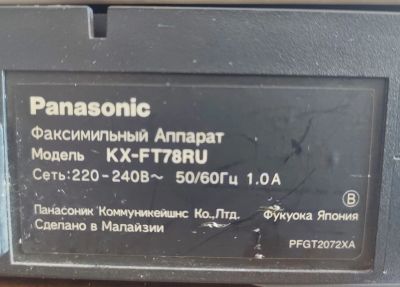 Panasonic
Факсимильный Аппарат
Модель KX-FT78RU
Сеть:220-240В~ 50/60Гц 1.0А
B
Панасоник Коммуникейшнс Ко.,Лтд. Фукуока Япония
Сделано в Малайзии
PFGT2072XA